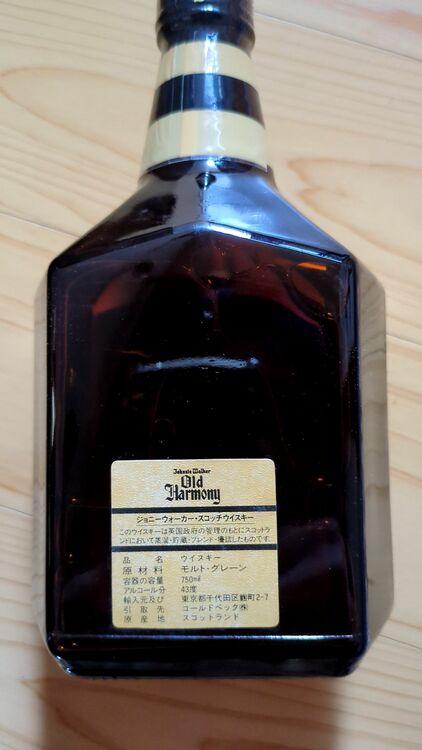 Johnnie Walker
Old
Harmony
ジョニーウォーカー・スコッチウイスキー
このウイスキーは英国政府の管理のもとにスコットラ
ンドにおいて蒸溜・貯蔵・ブレンド・壜詰したものです。
品名 ウイスキー
原材料 モルト・グレーン
容器の容量 750ml
アルコール分 43度
輸入元及び 東京都千代田区麴町2-7
引取先 コールドベック㈱
原産地 スコットランド